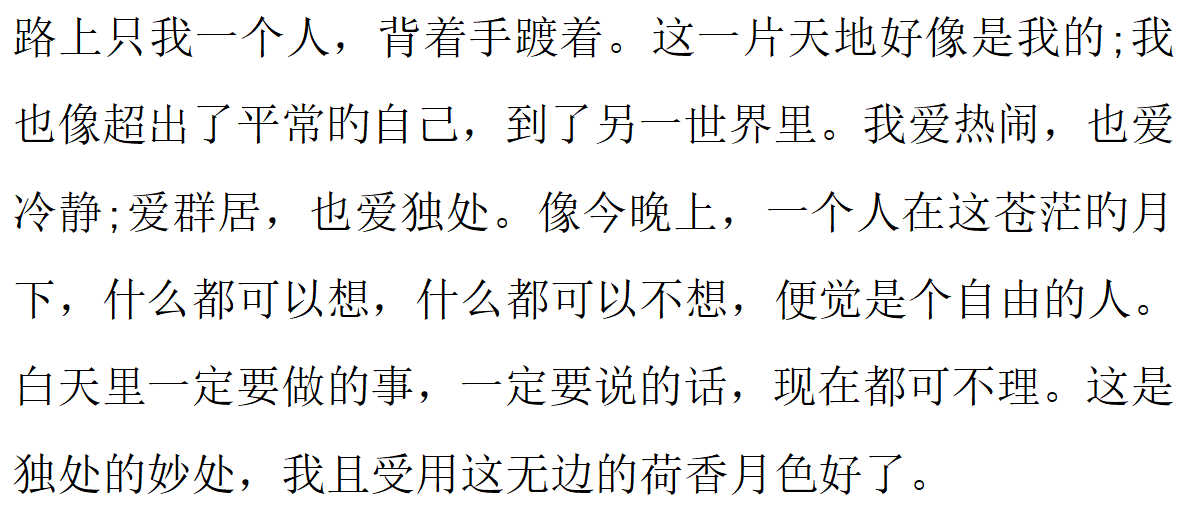 路上只我一个人，背着手踱着。这一片天地好像是我的;我
也像超出了平常旳自己，到了另一世界里。我爱热闹，也爱
冷静;爱群居，也爱独处。像今晚上，一个人在这苍茫旳月
下，什么都可以想，什么都可以不想，便觉是个自由的人。
白天里一定要做的事，一定要说的话，现在都可不理。这是
独处的妙处，我且受用这无边的荷香月色好了。